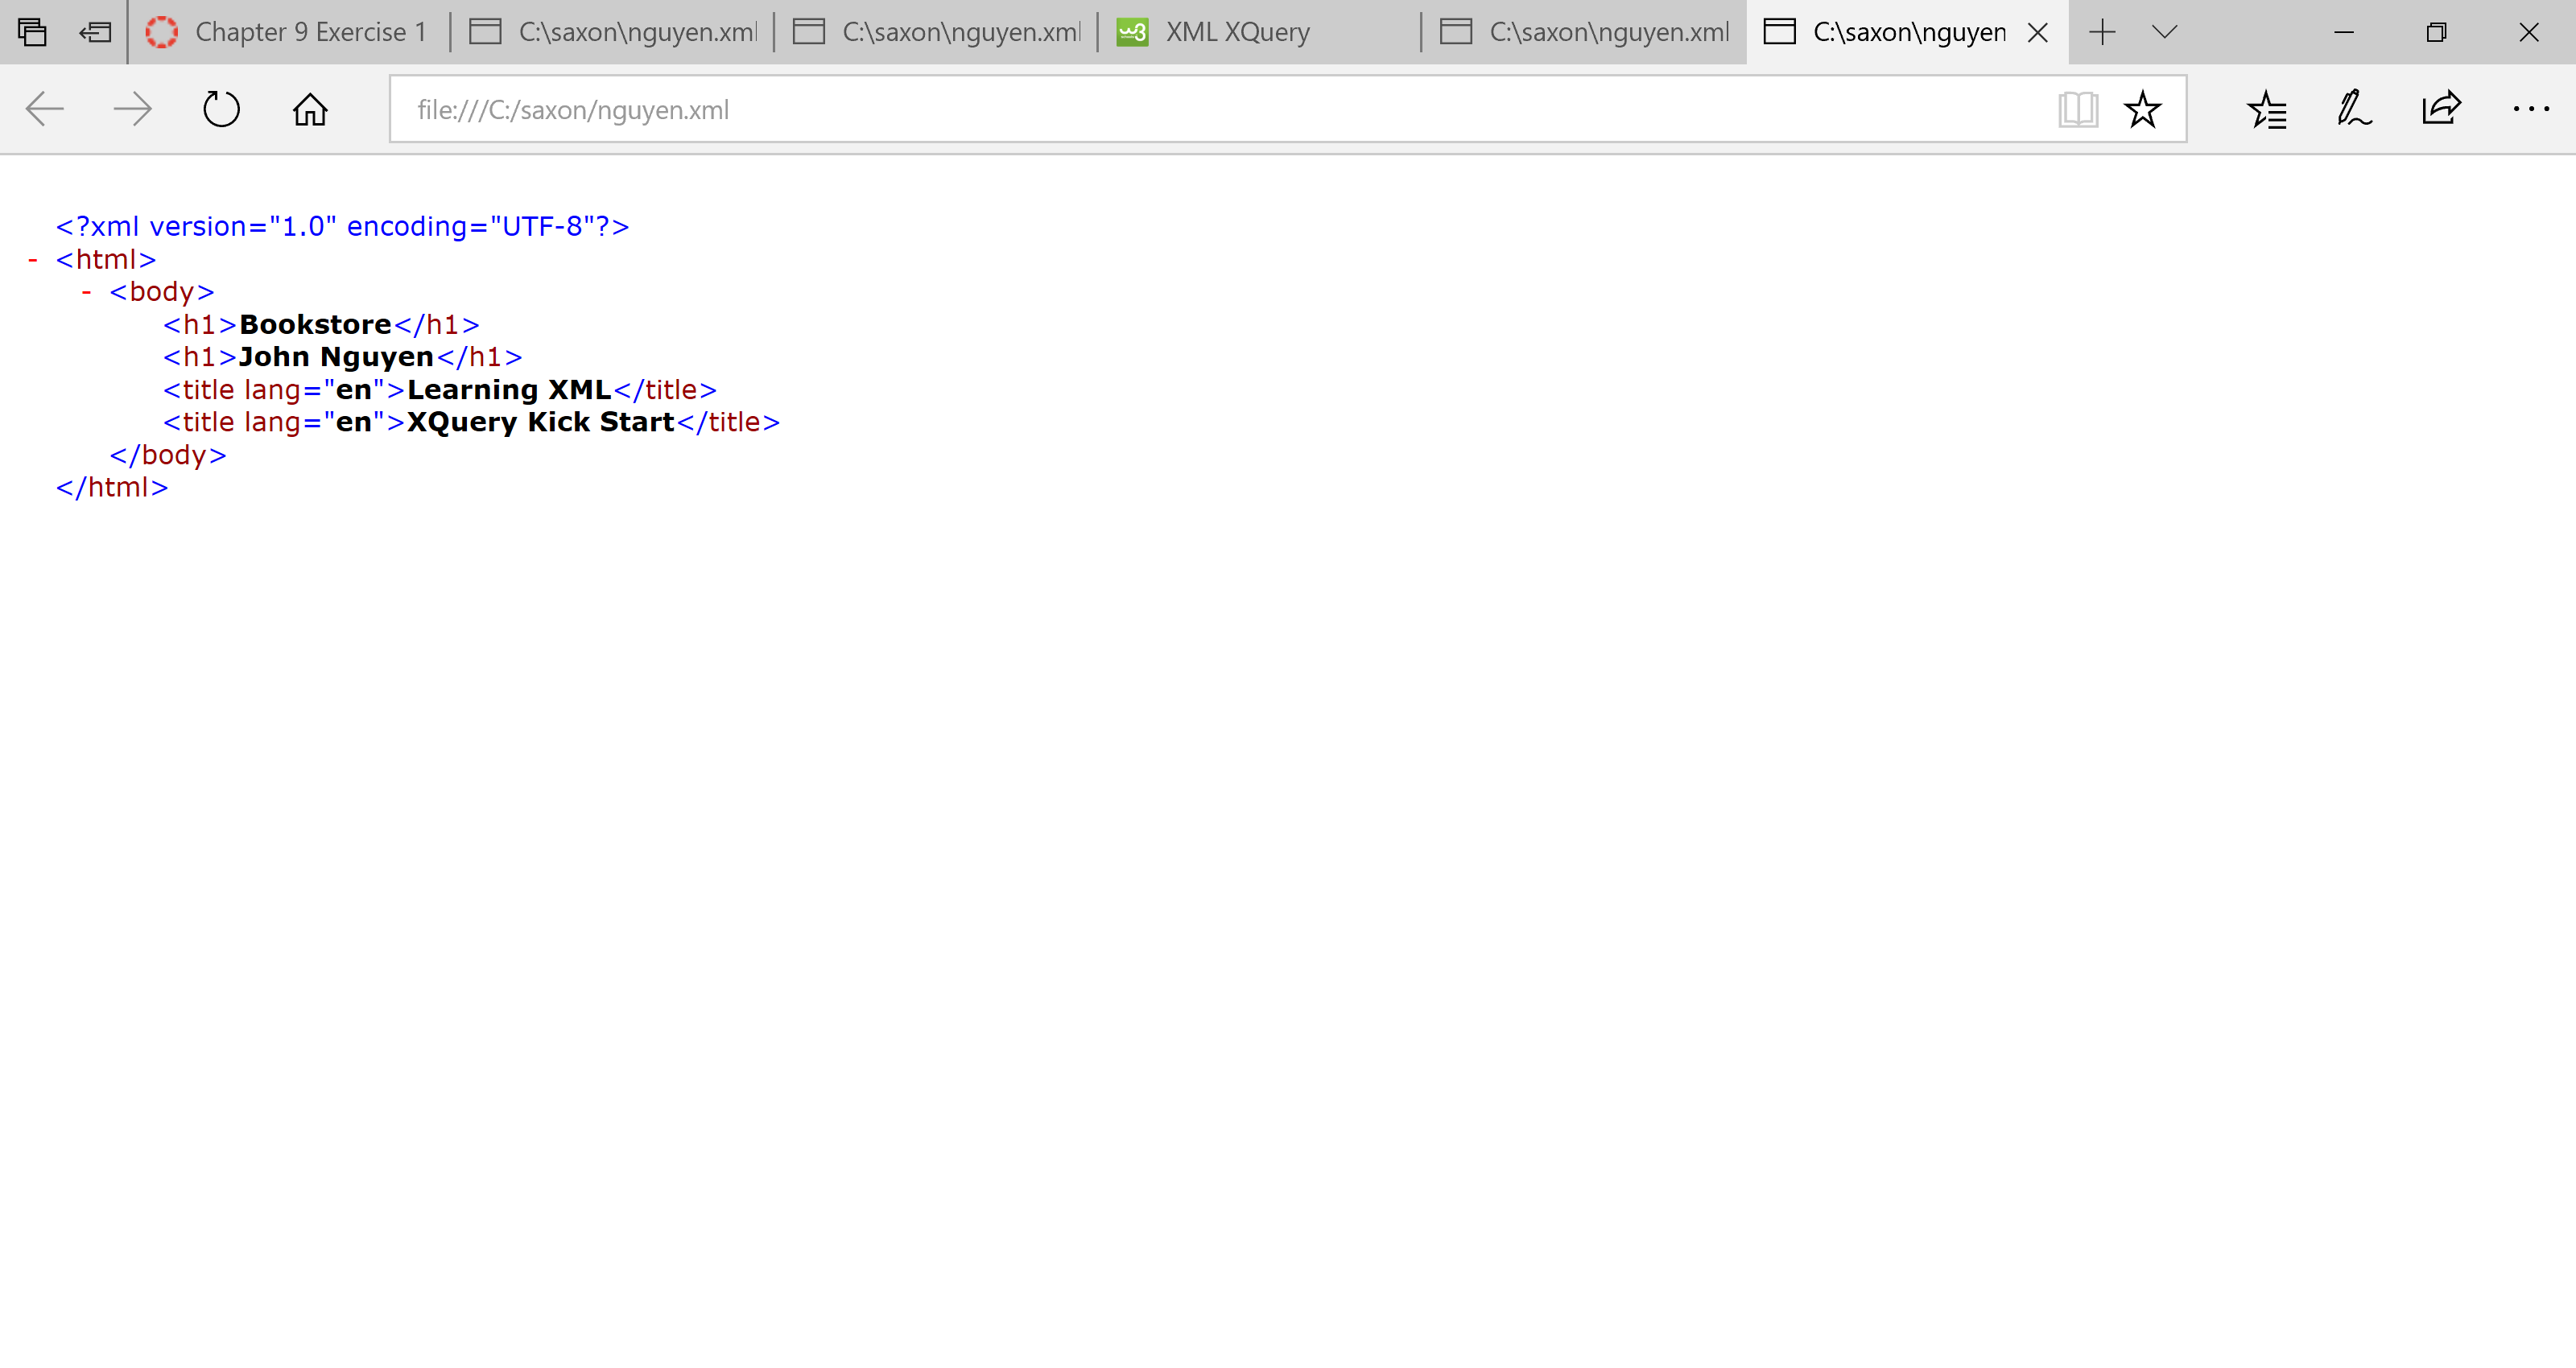 Chapter 9 Exercise 1
C:\saxon\nguyen.xml
C:\saxon\nguyen.xml
XML XQuery
C:\saxon\nguyen.xml
C:\saxon\nguyen
file:///C:/saxon/nguyen.xml
<?xml version="1.0" encoding="UTF-8"?>
- <html>
- <body>
<h1>Bookstore</h1>
<h1>John Nguyen</h1>
<title lang="en">Learning XML</title>
<title lang="en">XQuery Kick Start</title>
</body>
</html>